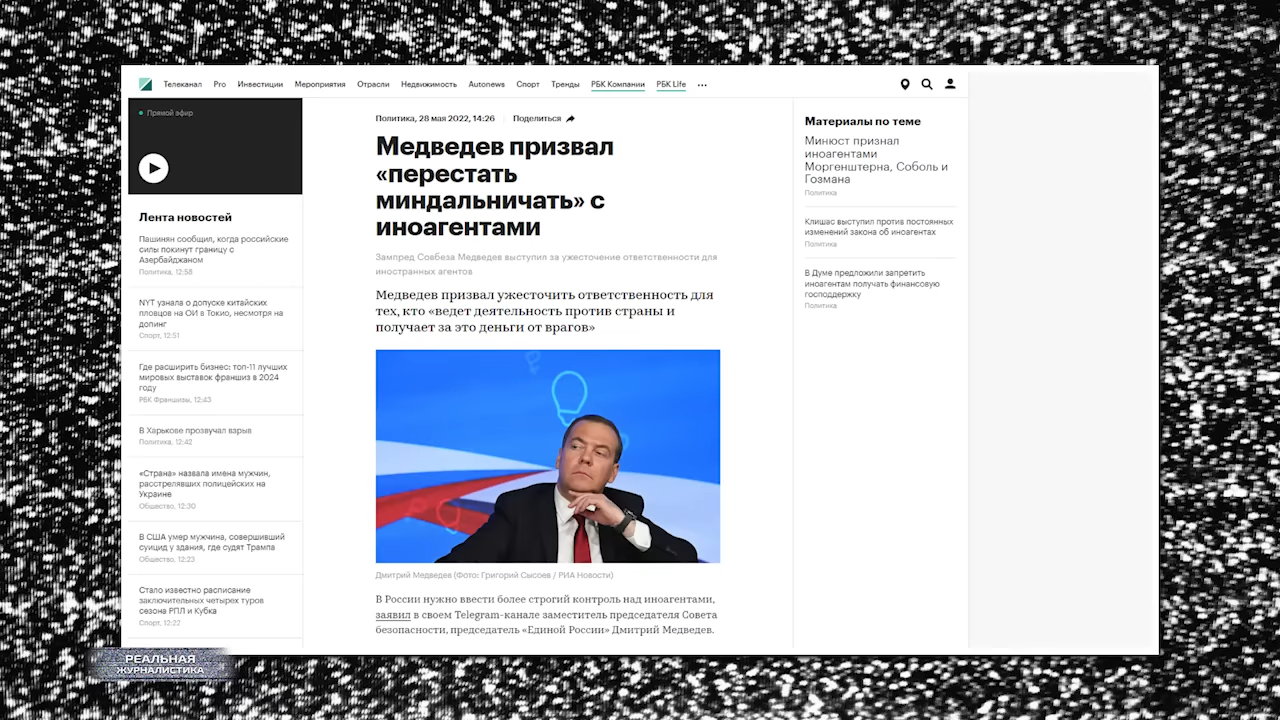 Телеканал Pro Инвестиции Мероприятия Отрасли Недвижимость Autonews Спорт Тренды РБК Компании РБК Life ...
Прямой эфир
Лента новостей
Пашинян сообщил, когда российские
силы покинут границу с
Азербайджаном
Политика, 12:58
NYT узнала о допуске китайских
пловцов на ОИ в Токио, несмотря на
допинг
Спорт, 12:51
Где расширить бизнес: топ-11 лучших
мировых выставок франшиз в 2024
году
РБК Франшизы, 12:43
В Харькове прозвучал взрыв
Политика, 12:42
«Страна» назвала имена мужчин,
расстрелявших полицейских на
Украине
Общество, 12:30
В США умер мужчина, совершивший
суицид у здания, где судят Трампа
Общество, 12:23
Стало известно расписание
заключительных четырех туров
сезона РПЛ и Кубка
Спорт, 12:22
Политика, 28 мая 2022, 14:26 Поделиться
Медведев призвал
«перестать
миндальничать» с
иноагентами
Зампред Совбеза Медведев выступил за ужесточение ответственности для
иностранных агентов
Медведев призвал ужесточить ответственность для
тех, кто «ведет деятельность против страны и
получает за это деньги от врагов»
Дмитрий Медведев (Фото: Григорий Сысоев / РИА Новости)
В России нужно ввести более строгий контроль над иноагентами,
заявил в своем Telegram-канале заместитель председателя Совета
безопасности, председатель «Единой России» Дмитрий Медведев.
Материалы по теме
Минюст признал
иноагентами
Моргенштерна, Соболь и
Гозмана
Политика
Клишас выступил против постоянных
изменений закона об иноагентах
Политика
В Думе предложили запретить
иноагентам получать финансовую
господдержку
Политика
РЕАЛЬНАЯ
ЖУРНАЛИСТИКА